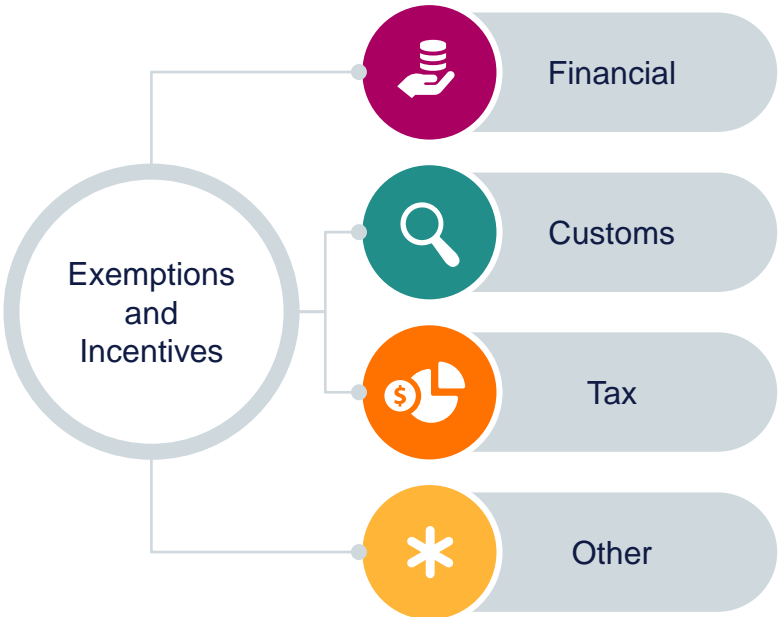 Exemptions
and
Incentives
Financial
Customs
$
Tax
Other